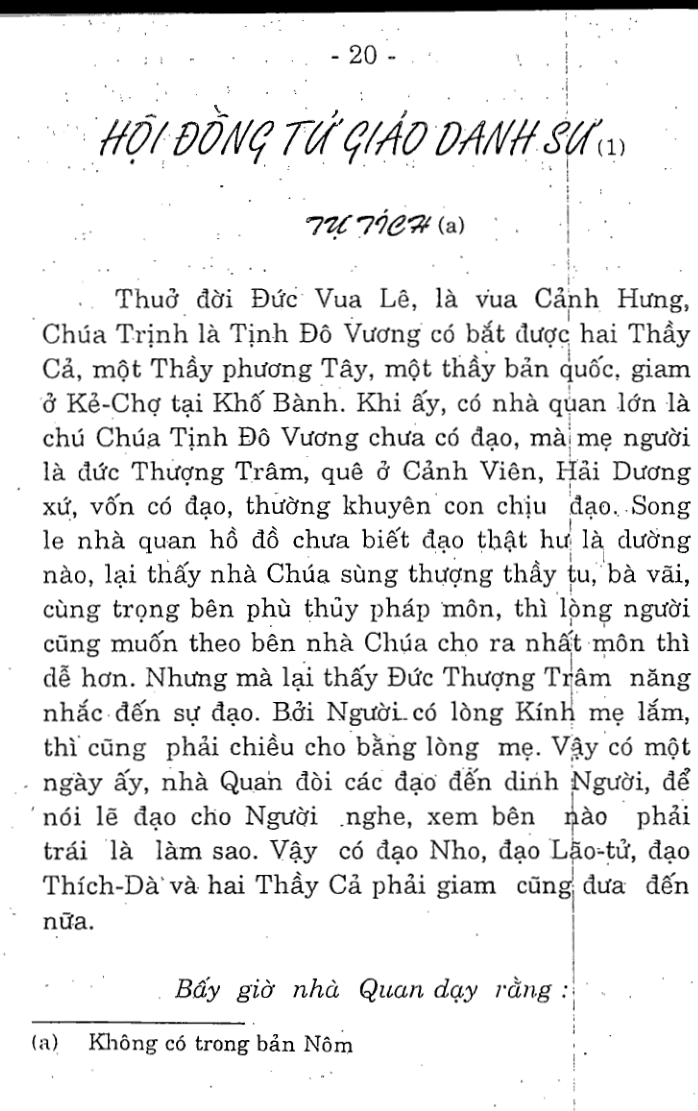 - 20 -
HỘI ĐỒNG TỨ GIÁO DANH SƯ (1)
TỰ TÍCH (a)
Thuở đời Đức Vua Lê, là vua Cảnh Hưng,
Chúa Trịnh là Tịnh Đô Vương có bắt được hai Thầy
Cả, một Thầy phương Tây, một thầy bản quốc, giam
ở Kẻ-Chợ tại Khố Bành. Khi ấy, có nhà quan lớn là
chú Chúa Tịnh Đô Vương chưa có đạo, mà mẹ người
là đức Thượng Trâm, quê ở Cảnh Viên, Hải Dương
xứ, vốn có đạo, thường khuyên con chịu đạo. Song
le nhà quan hồ đồ chưa biết đạo thật hư là dường
nào, lại thấy nhà Chúa sùng thượng thầy tu, bà vãi,
cùng trọng bên phù thủy pháp môn, thì lòng người
cũng muốn theo bên nhà Chúa cho ra nhất môn thì
dễ hơn. Nhưng mà lại thấy Đức Thượng Trâm năng
nhắc đến sự đạo. Bởi Người có lòng Kính mẹ lắm,
thì cũng phải chiều cho bằng lòng mẹ. Vậy có một
ngày ấy, nhà Quan đòi các đạo đến dinh Người, để
nói lẽ đạo cho Người nghe, xem bên nào phải
trái là làm sao. Vậy có đạo Nho, đạo Lão-tử, đạo
Thích-Dà và hai Thầy Cả phải giam cũng đưa đến
nữa.
Bấy giờ nhà Quan dạy rằng :
(a) Không có trong bản Nôm